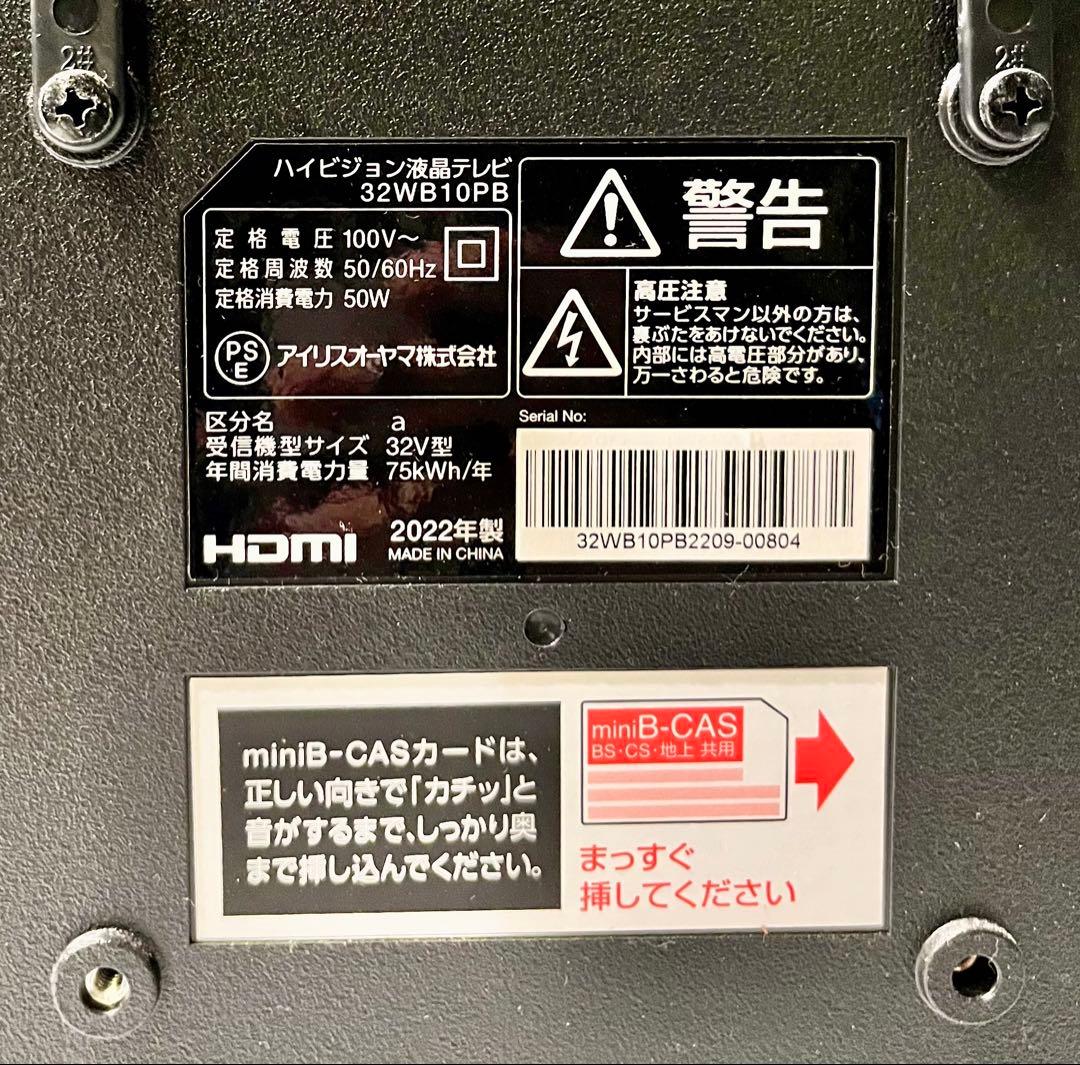 2#
2#
ハイビジョン液晶テレビ
32WB10PB
定格電圧 100V～
定格周波数 50/60Hz
定格消費電力 50W
PSE アイリスオーヤマ株式会社
警告
高圧注意
サービスマン以外の方は、
裏ぶたをあけないでください。
内部には高電圧部分があり、
万一さわると危険です。
区分名 a
受信機型サイズ 32V型
年間消費電力量 75kWh/年
HDMI
2022年製
MADE IN CHINA
Serial No:
32WB10PB2209-00804
miniB-CASカードは、
正しい向きで「カチッ」と
音がするまで、しっかり奥
まで挿し込んでください。
miniB-CAS
BS・CS・地上 共用
まっすぐ
挿してください